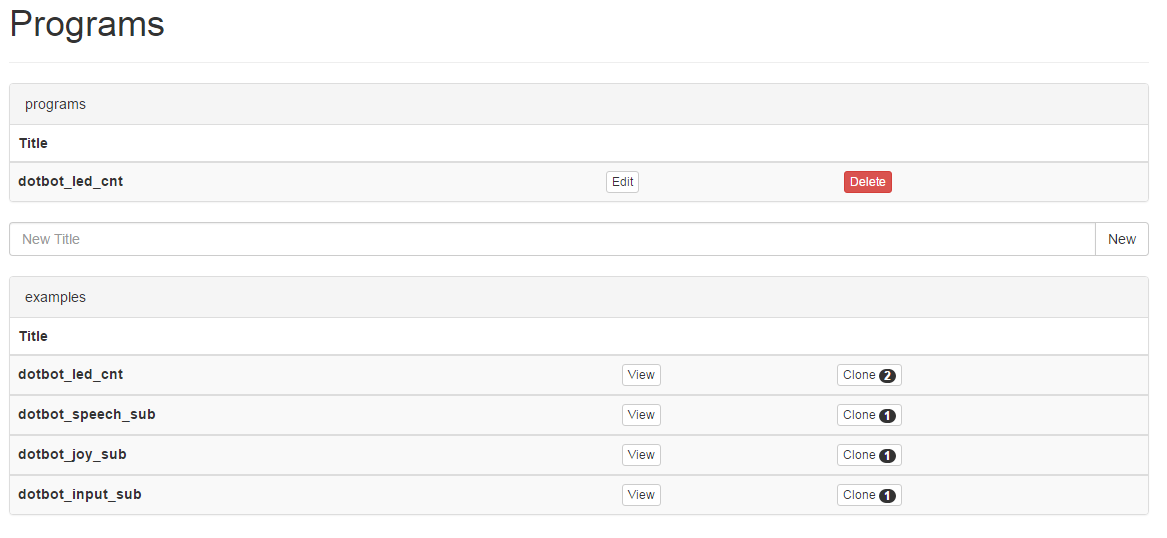 Programs
programs
Title
dotbot_led_cnt Edit Delete
New Title New
examples
Title
dotbot_led_cnt View Clone 2
dotbot_speech_sub View Clone 1
dotbot_joy_sub View Clone 1
dotbot_input_sub View Clone 1